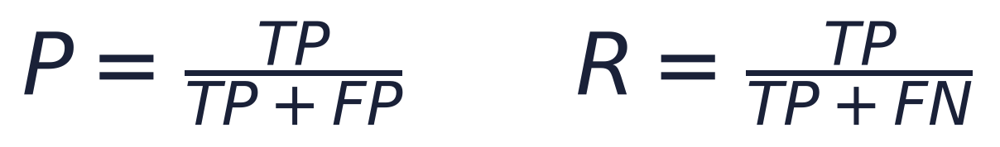 P = TP / (TP + FP)    R = TP / (TP + FN)